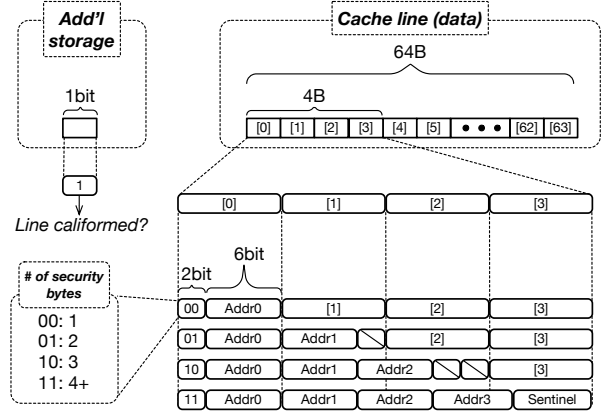 Add'l
storage
Cache line (data)
64B
1bit
4B
[0] [1] [2] [3] [4] [5] • • • [62] [63]
1
Line califormed?
[0] [1] [2] [3]
2bit 6bit
# of security
bytes
00: 1
01: 2
10: 3
11: 4+
00 Addr0 [1] [2] [3]
01 Addr0 Addr1 [2] [3]
10 Addr0 Addr1 Addr2 [3]
11 Addr0 Addr1 Addr2 Addr3 Sentinel